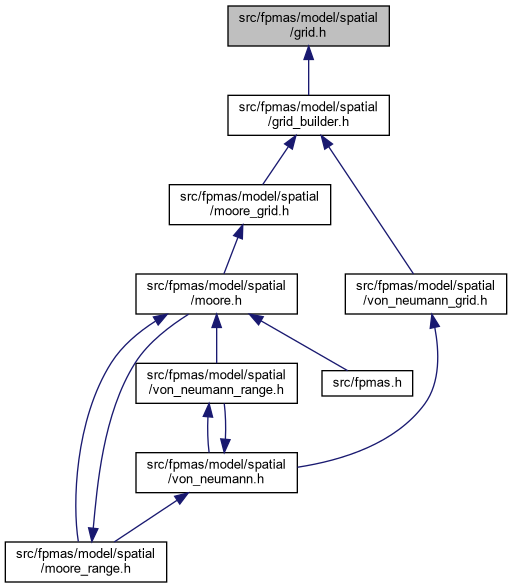 src/fpmas/model/spatial
/grid.h
src/fpmas/model/spatial
/grid_builder.h
src/fpmas/model/spatial
/moore_grid.h
src/fpmas/model/spatial
/moore.h
src/fpmas/model/spatial
/von_neumann_grid.h
src/fpmas/model/spatial
/von_neumann_range.h
src/fpmas.h
src/fpmas/model/spatial
/von_neumann.h
src/fpmas/model/spatial
/moore_range.h